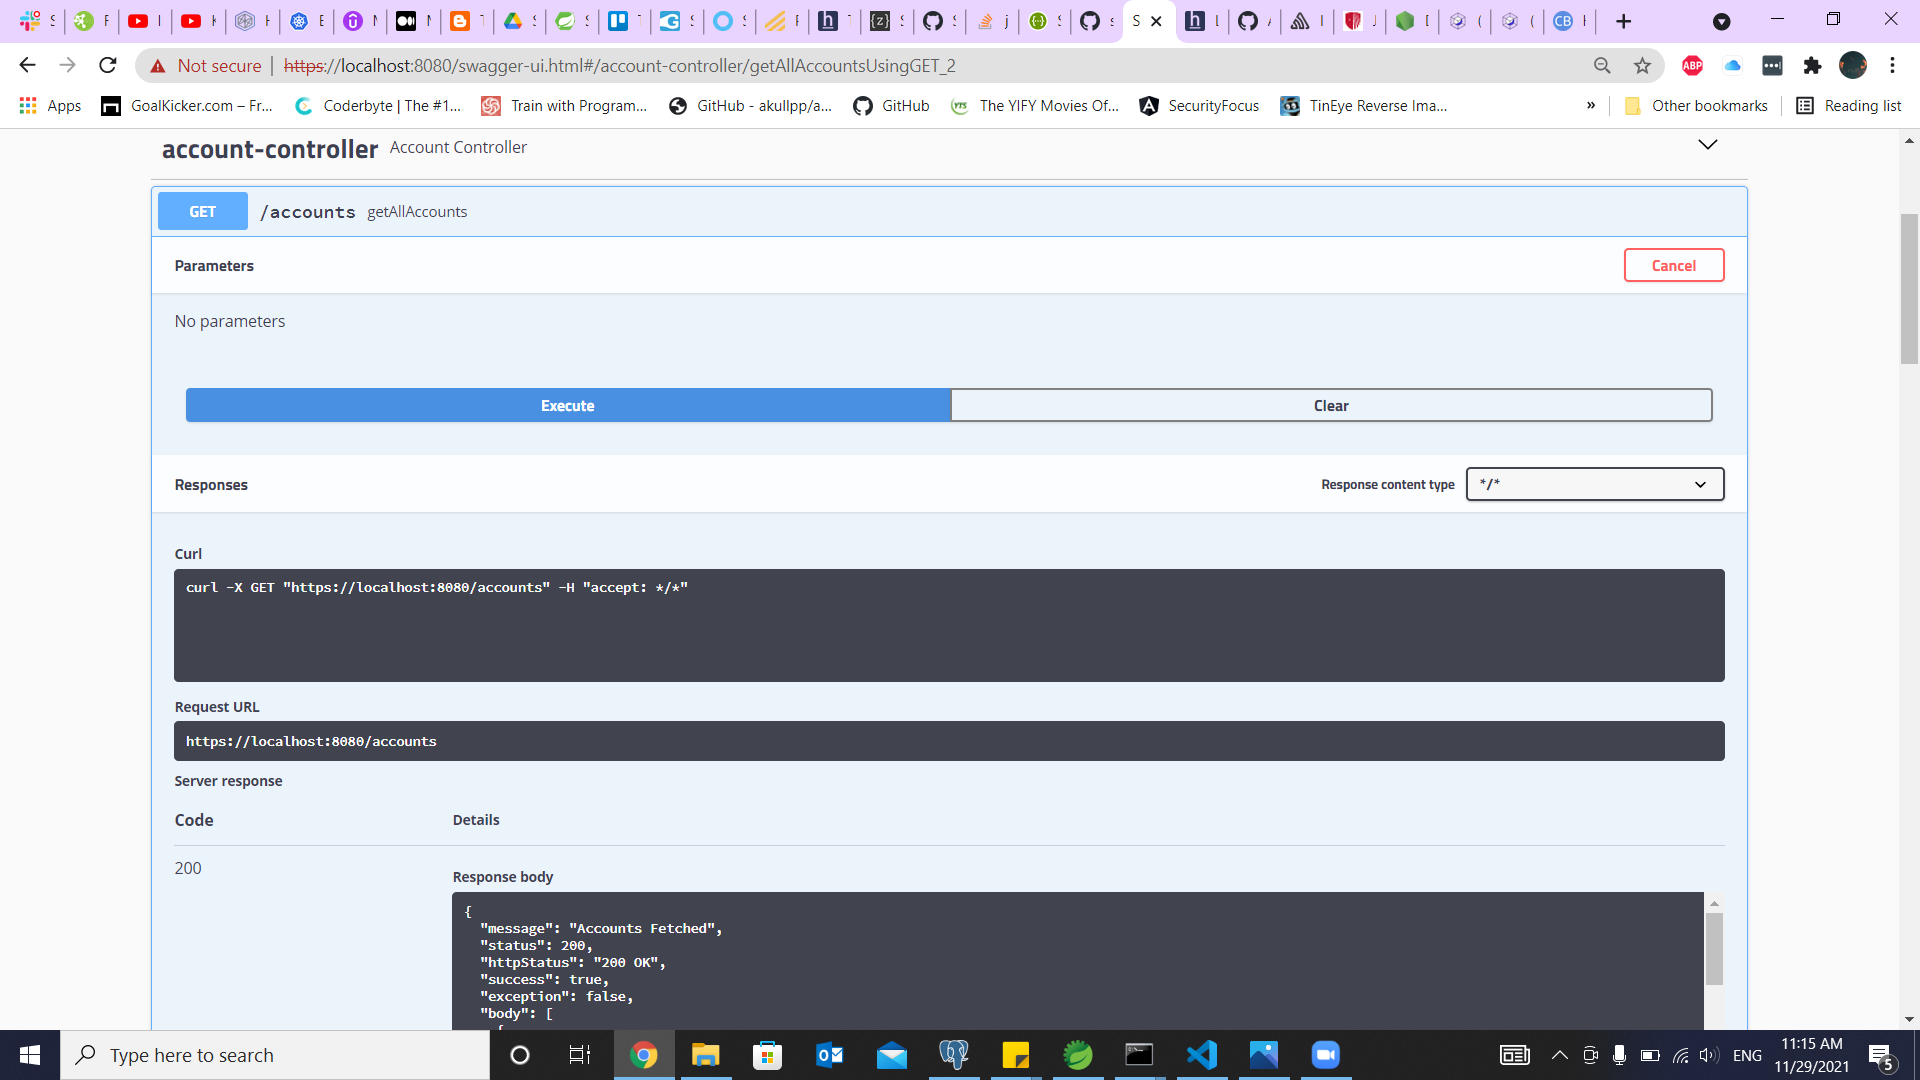 Not secure | https://localhost:8080/swagger-ui.html#/account-controller/getAllAccountsUsingGET_2
ABP
Apps
GoalKicker.com – Fr...
Coderbyte | The #1...
Train with Program...
GitHub - akullpp/a...
GitHub
The YIFY Movies Of...
SecurityFocus
TinEye Reverse Ima...
»
Other bookmarks
Reading list
account-controller Account Controller
GET /accounts getAllAccounts
Parameters
Cancel
No parameters
Execute
Clear
Responses
Response content type
*/*
Curl
curl -X GET "https://localhost:8080/accounts" -H "accept: */*"
Request URL
https://localhost:8080/accounts
Server response
Code
Details
200
Response body
{
"message": "Accounts Fetched",
"status": 200,
"httpStatus": "200 OK",
"success": true,
"exception": false,
"body": [
Type here to search
ENG
11:15 AM
11/29/2021
5